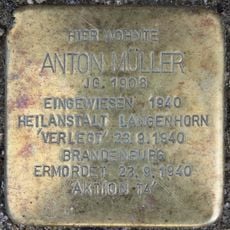 HIER WOHNTE
ANTON MÜLLER
JG. 1908
EINGEWIESEN 1940
HEILANSTALT LANGENHORN
'VERLEGT' 23.9.1940
BRANDENBURG
ERMORDET 23.9.1940
'AKTION T4'